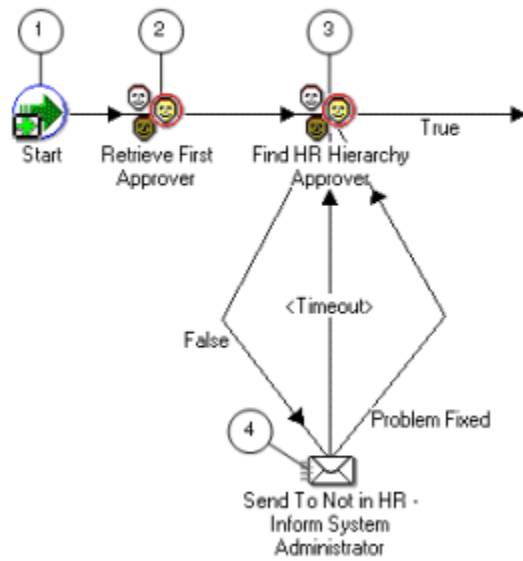 1
2
3
Start
Retrieve First
Approver
Find HR Hierarchy
Approver
True
<Timeout>
False
Problem Fixed
4
Send To Not in HR -
Inform System
Administrator